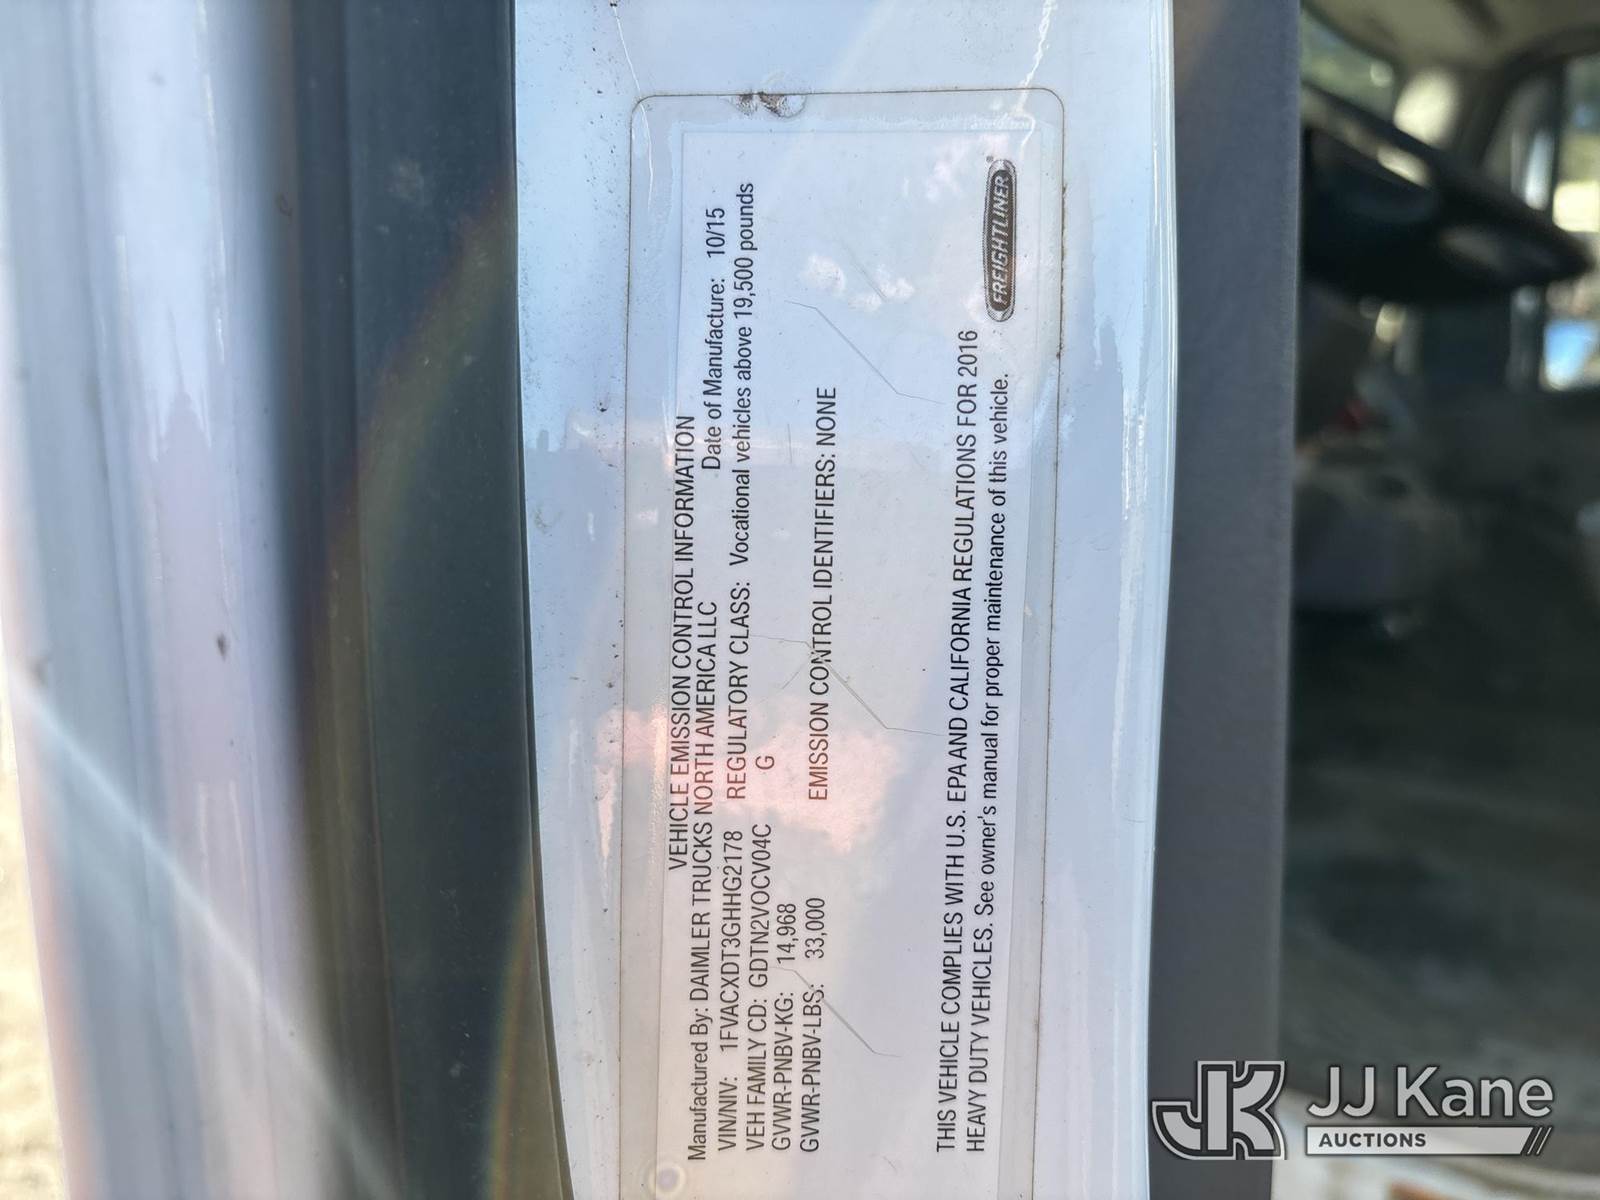 VEHICLE EMISSION CONTROL INFORMATION
Manufactured By: DAIMLER TRUCKS NORTH AMERICA LLC
Date of Manufacture: 10/15
VIN/NIV: 1FVACXDT3GHHG2178
REGULATORY CLASS: Vocational vehicles above 19,500 pounds
VEH FAMILY CD: GDTN2VOCV04C G
GVWR-PNBV-KG: 14,968
GVWR-PNBV-LBS: 33,000
EMISSION CONTROL IDENTIFIERS: NONE
THIS VEHICLE COMPLIES WITH U.S. EPA AND CALIFORNIA REGULATIONS FOR 2016
HEAVY DUTY VEHICLES. See owner's manual for proper maintenance of this vehicle.
FREIGHTLINER®
JK JJ Kane
AUCTIONS